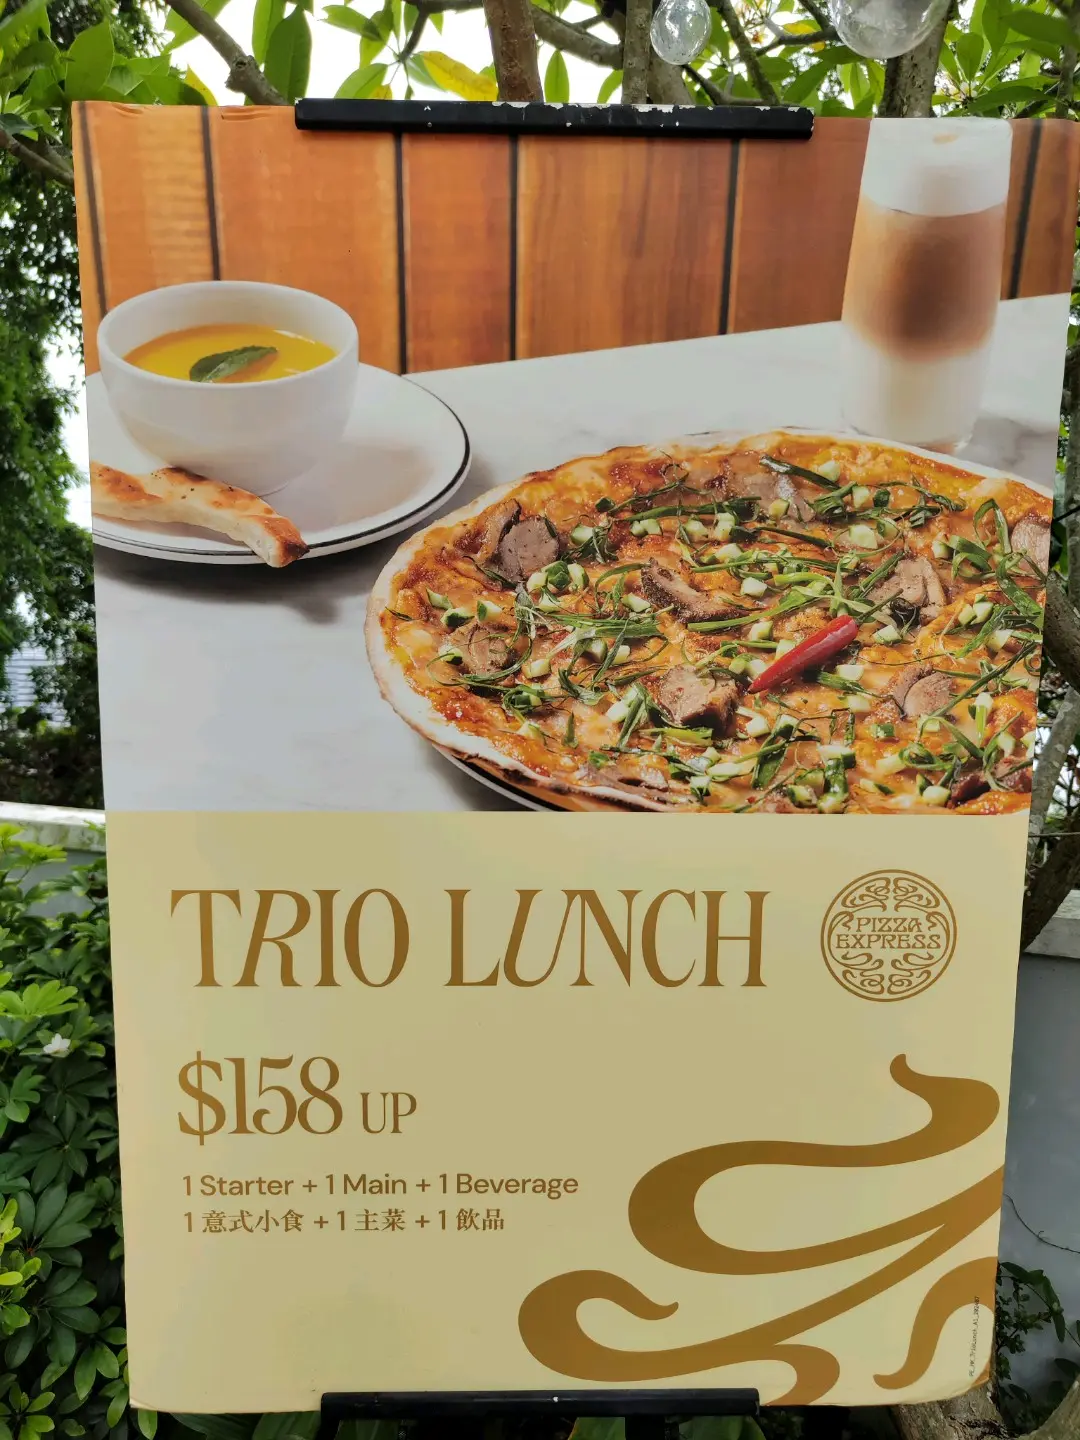 TRIO LUNCH
PIZZA
EXPRESS
$158 UP
1 Starter + 1 Main + 1 Beverage
1 意式小食 + 1 主菜 + 1 飲品